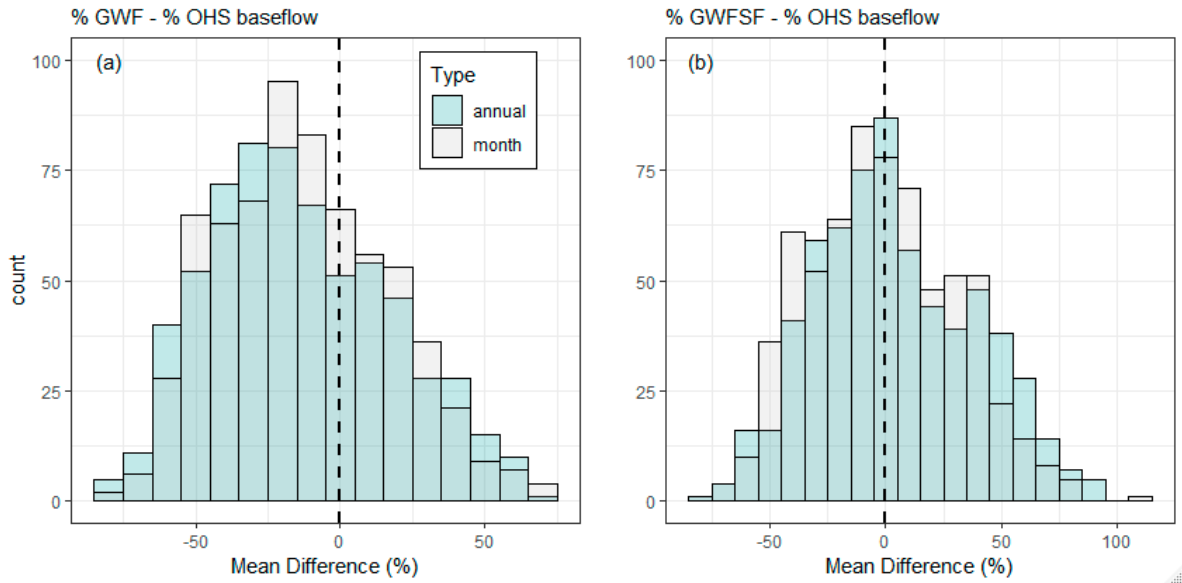 % GWF - % OHS baseflow
(a)
Type
annual
month
100
75
50
25
0
count
-50
0
50
Mean Difference (%)
% GWFSF - % OHS baseflow
(b)
100
75
50
25
0
-50
0
50
100
Mean Difference (%)